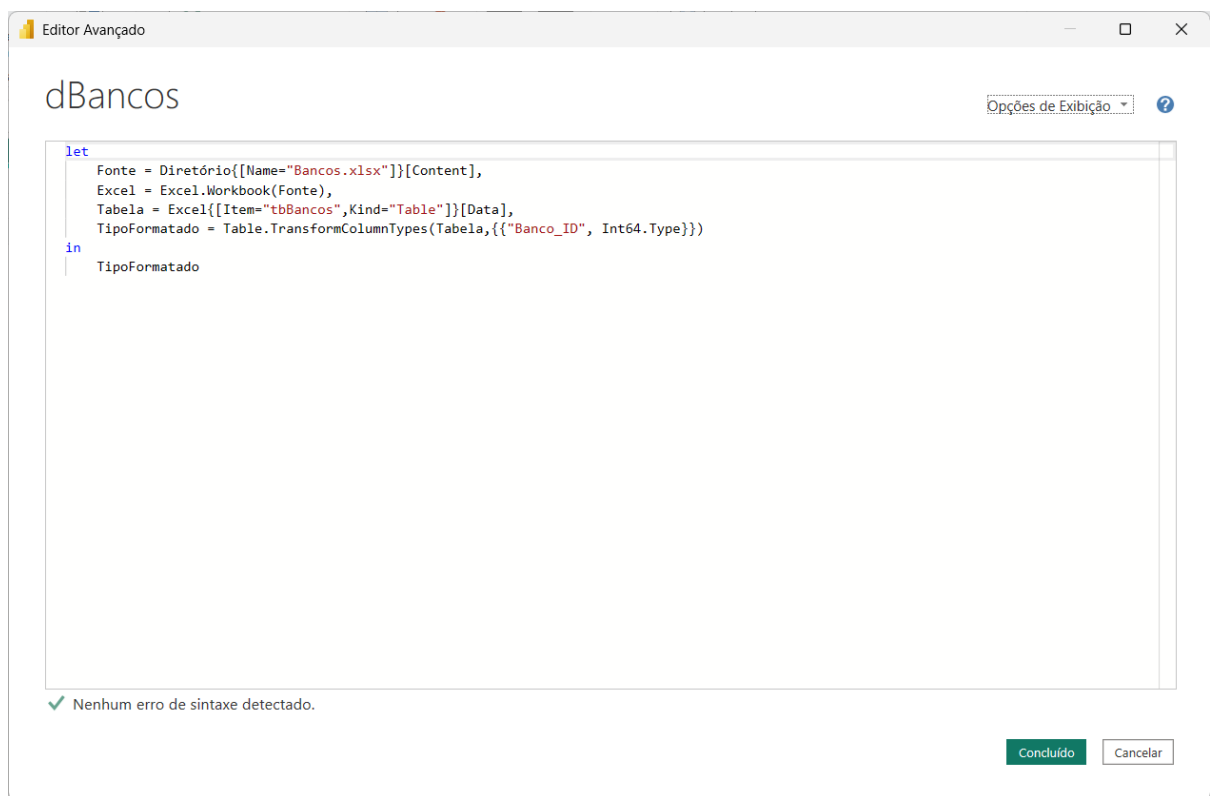 Editor Avançado
dBancos
Opções de Exibição
?
let
Fonte = Diretório{[Name="Bancos.xlsx"]}[Content],
Excel = Excel.Workbook(Fonte),
Tabela = Excel{[Item="tbBancos",Kind="Table"]}[Data],
TipoFormatado = Table.TransformColumnTypes(Tabela,{{"Banco_ID", Int64.Type}})
in
TipoFormatado
Nenhum erro de sintaxe detectado.
Concluído
Cancelar